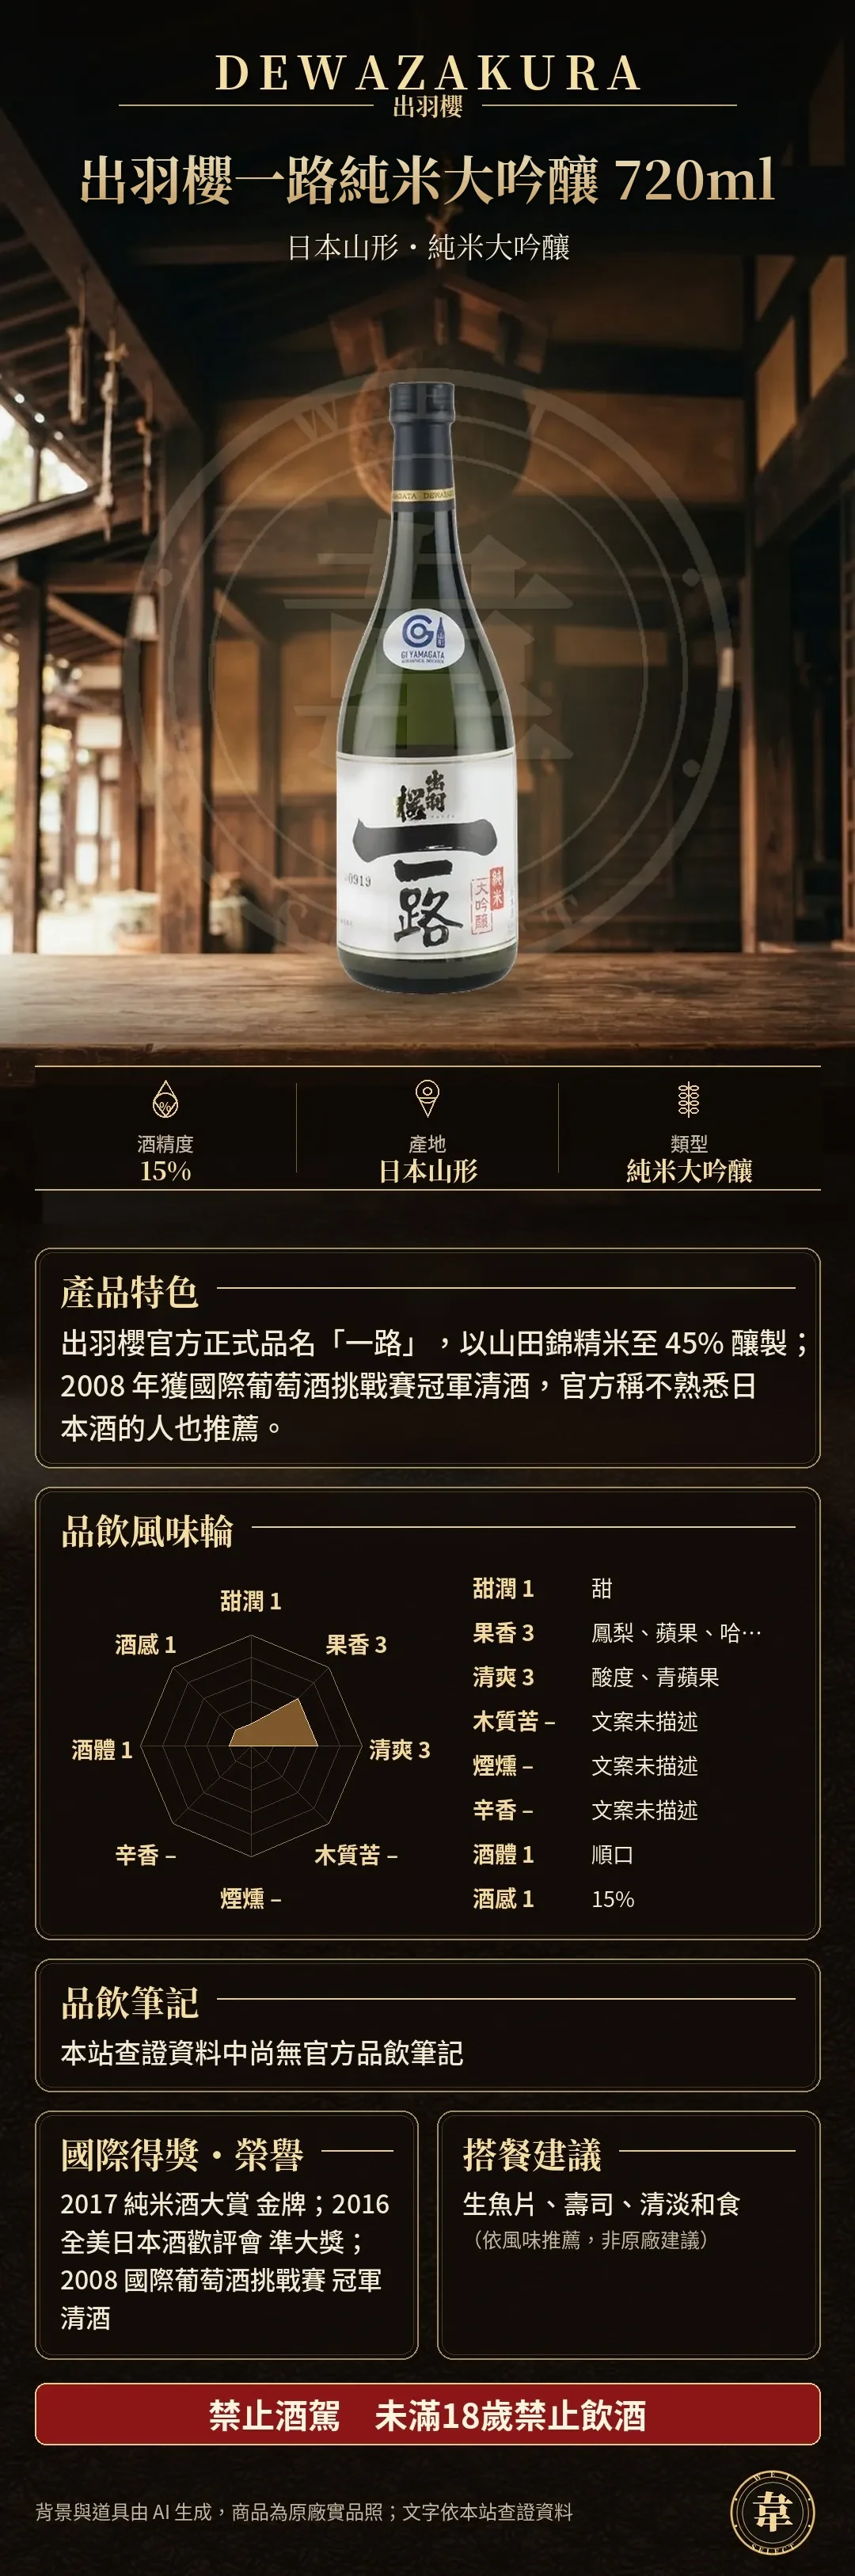 DEWAZAKURA
出羽櫻
出羽櫻一路純米大吟釀 720ml
日本山形・純米大吟釀
GI YAMAGATA
出羽櫻
一路
純米
大吟醸
0919
酒精度
15%
產地
日本山形
類型
純米大吟釀
產品特色
出羽櫻官方正式品名「一路」,以山田錦精米至 45% 釀製;
2008 年獲國際葡萄酒挑戰賽冠軍清酒,官方稱不熟悉日
本酒的人也推薦。
品飲風味輪
甜潤 1
果香 3
清爽 3
木質苦 –
煙燻 –
辛香 –
酒體 1
酒感 1
甜潤 1 甜
果香 3 鳳梨、蘋果、哈…
清爽 3 酸度、青蘋果
木質苦 – 文案未描述
煙燻 – 文案未描述
辛香 – 文案未描述
酒體 1 順口
酒感 1 15%
品飲筆記
本站查證資料中尚無官方品飲筆記
國際得獎・榮譽
2017 純米酒大賞 金牌;2016
全美日本酒歡評會 準大獎;
2008 國際葡萄酒挑戰賽 冠軍
清酒
搭餐建議
生魚片、壽司、清淡和食
(依風味推薦,非原廠建議)
禁止酒駕 未滿18歲禁止飲酒
背景與道具由 AI 生成,商品為原廠實品照;文字依本站查證資料
WEI
韋
SELECT